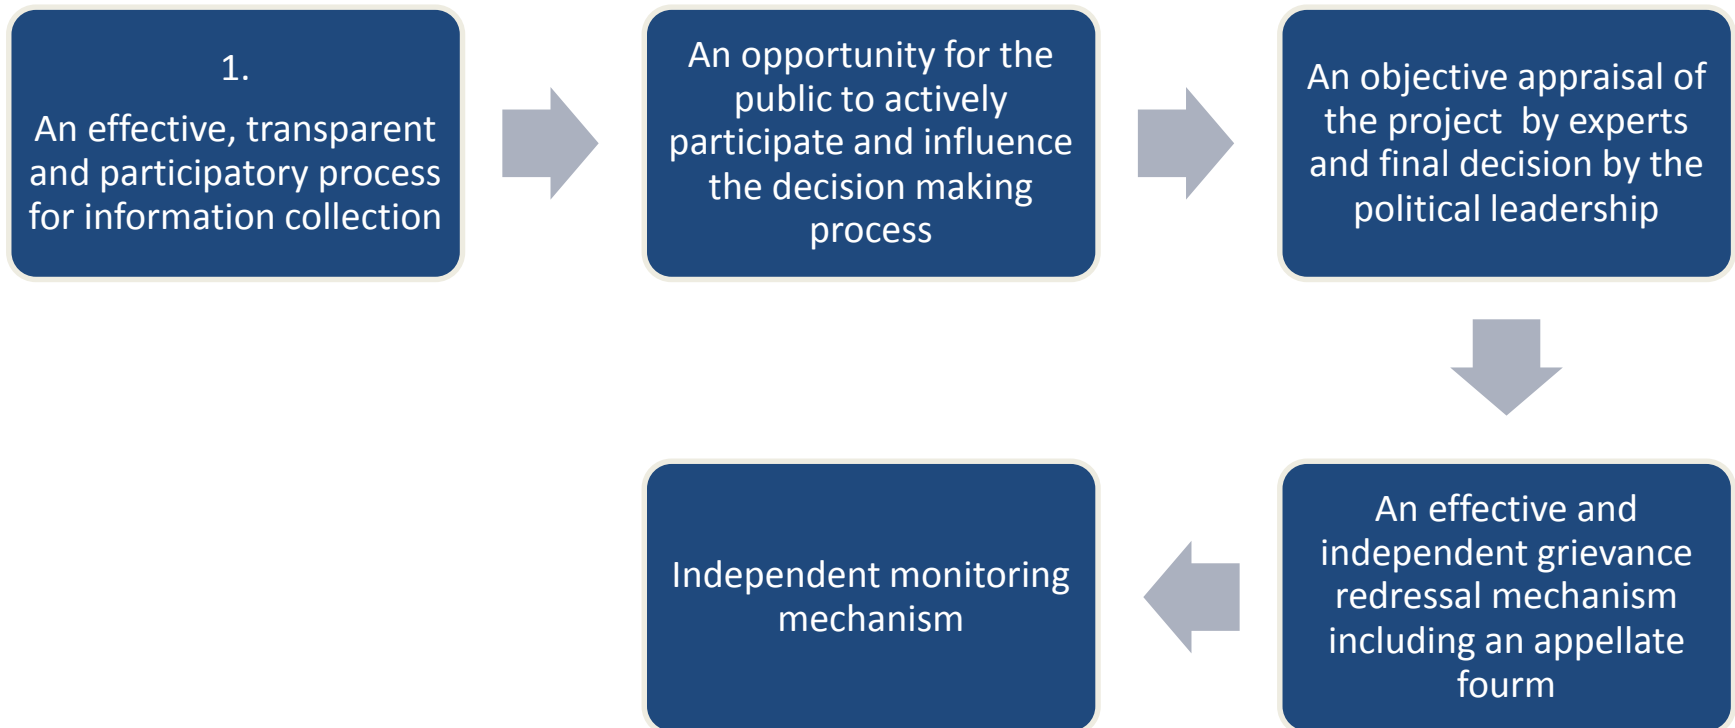 1.
An effective, transparent
and participatory process
for information collection
An opportunity for the
public to actively
participate and influence
the decision making
process
An objective appraisal of
the project  by experts
and final decision by the
political leadership
An effective and
independent grievance
redressal mechanism
including an appellate
fourm
Independent monitoring
mechanism